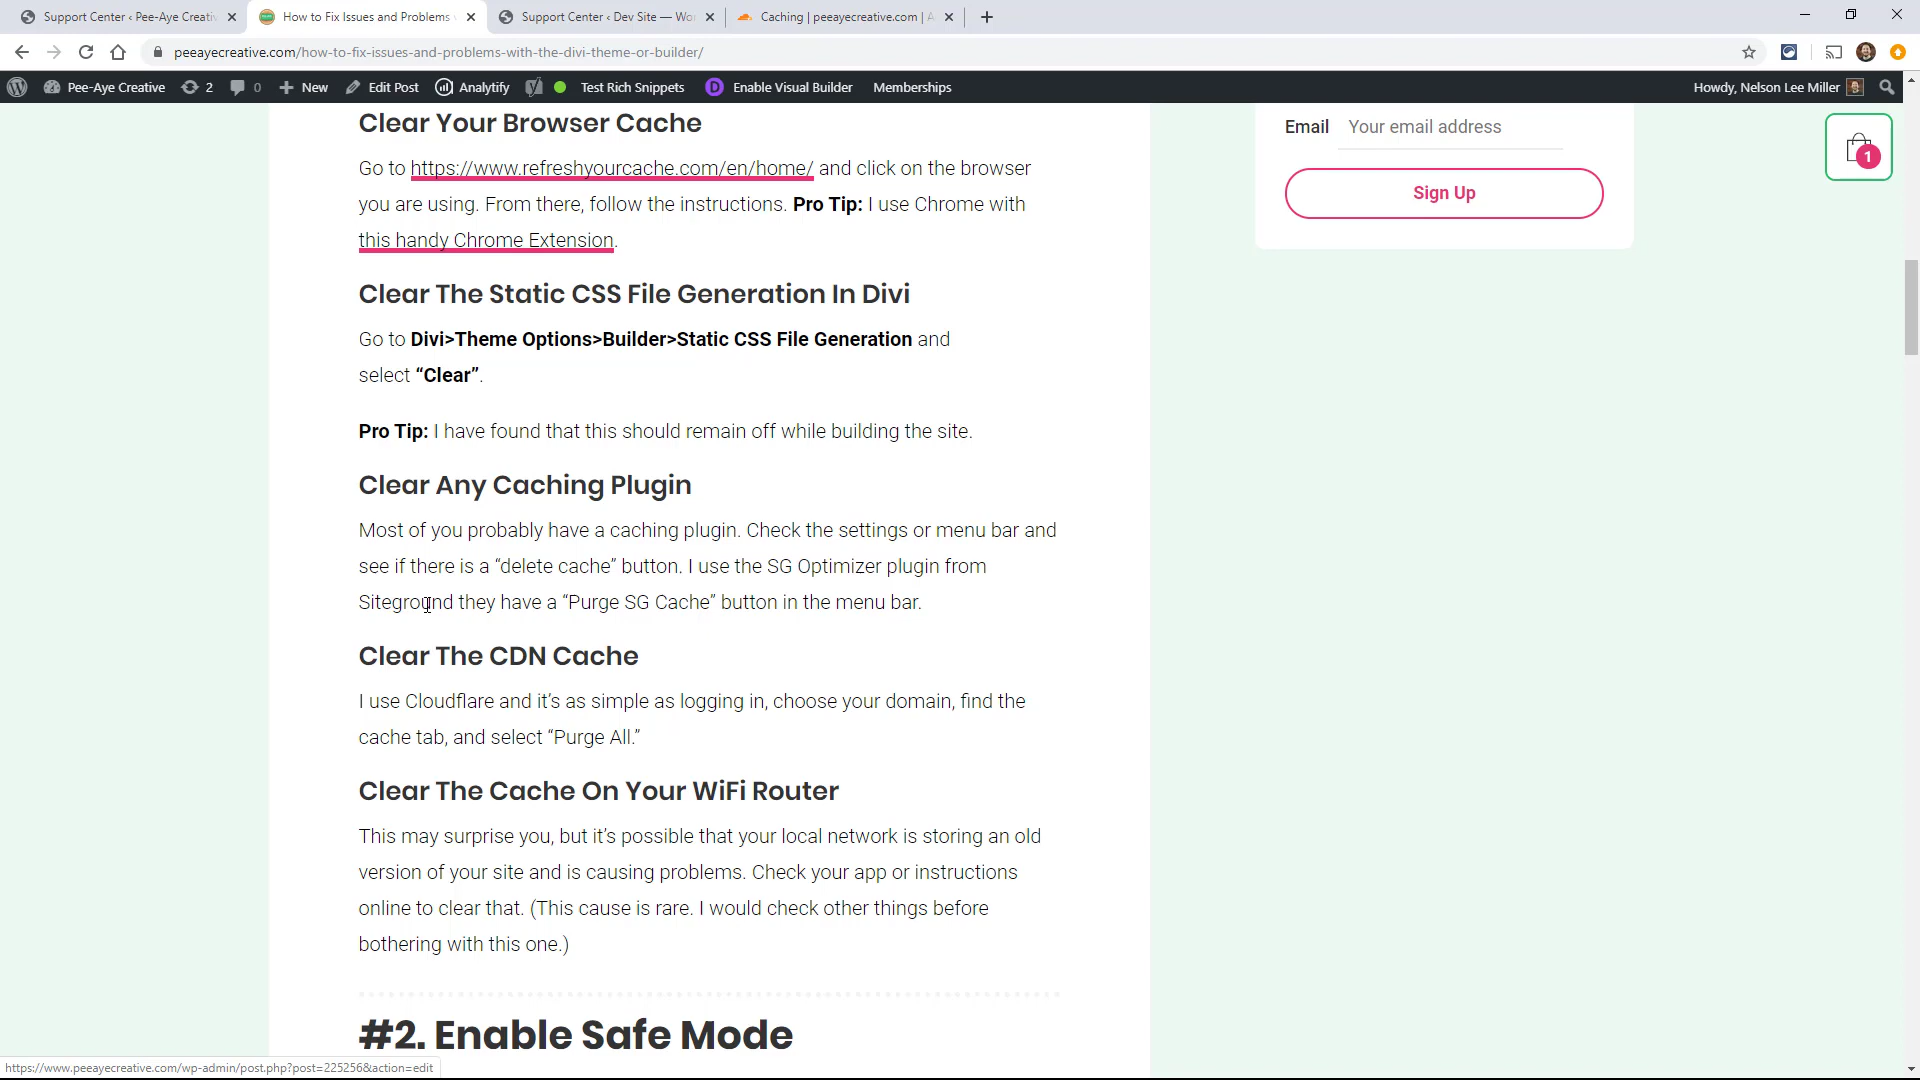 Support Center ‹ Pee-Aye Creati
How to Fix Issues and Problems
Support Center ‹ Dev Site — Wo
Caching | peeayecreative.com | A
peeayecreative.com/how-to-fix-issues-and-problems-with-the-divi-theme-or-builder/
Pee-Aye Creative 2 0 New Edit Post Analytify Test Rich Snippets Enable Visual Builder Memberships Howdy, Nelson Lee Miller
Clear Your Browser Cache
Go to https://www.refreshyourcache.com/en/home/ and click on the browser
you are using. From there, follow the instructions. Pro Tip: I use Chrome with
this handy Chrome Extension.
Clear The Static CSS File Generation In Divi
Go to Divi>Theme Options>Builder>Static CSS File Generation and
select “Clear”.
Pro Tip: I have found that this should remain off while building the site.
Clear Any Caching Plugin
Most of you probably have a caching plugin. Check the settings or menu bar and
see if there is a “delete cache” button. I use the SG Optimizer plugin from
Siteground they have a “Purge SG Cache” button in the menu bar.
Clear The CDN Cache
I use Cloudflare and it’s as simple as logging in, choose your domain, find the
cache tab, and select “Purge All.”
Clear The Cache On Your WiFi Router
This may surprise you, but it’s possible that your local network is storing an old
version of your site and is causing problems. Check your app or instructions
online to clear that. (This cause is rare. I would check other things before
bothering with this one.)
#2. Enable Safe Mode
Email Your email address
Sign Up
1
https://www.peeayecreative.com/wp-admin/post.php?post=225256&action=edit